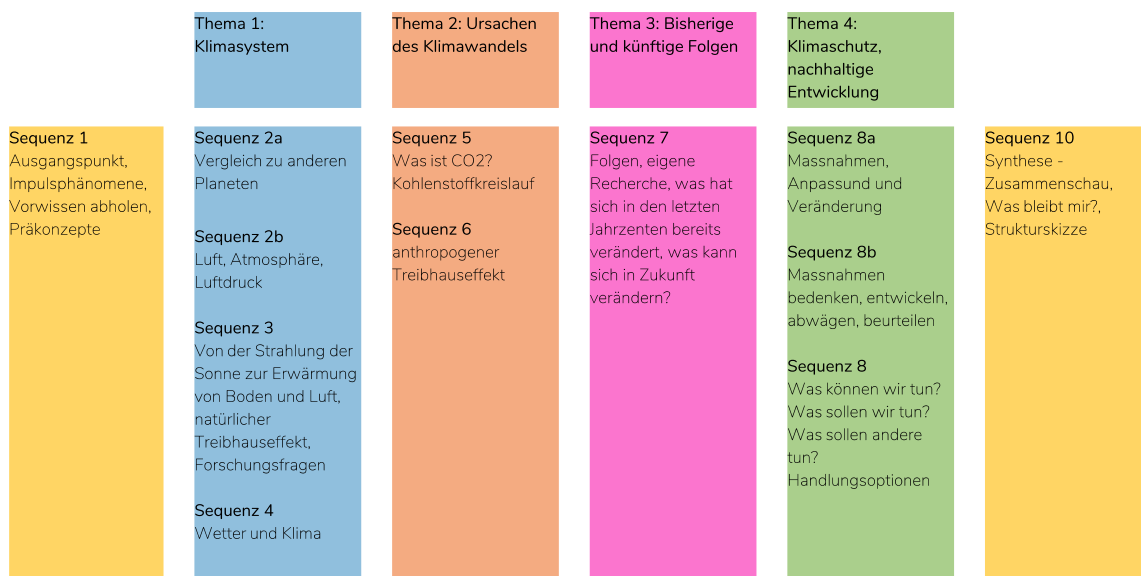 Thema 1:
Klimasystem
Thema 2: Ursachen
des Klimawandels
Thema 3: Bisherige
und künftige Folgen
Thema 4:
Klimaschutz,
nachhaltige
Entwicklung
Sequenz 1
Ausgangspunkt,
Impulsphänomene,
Vorwissen abholen,
Präkonzepte
Sequenz 2a
Vergleich zu anderen
Planeten
Sequenz 2b
Luft, Atmosphäre,
Luftdruck
Sequenz 3
Von der Strahlung der
Sonne zur Erwärmung
von Boden und Luft,
natürlicher
Treibhauseffekt,
Forschungsfragen
Sequenz 4
Wetter und Klima
Sequenz 5
Was ist CO2?
Kohlenstoffkreislauf
Sequenz 6
anthropogener
Treibhauseffekt
Sequenz 7
Folgen, eigene
Recherche, was hat
sich in den letzten
Jahrzenten bereits
verändert, was kann
sich in Zukunft
verändern?
Sequenz 8a
Massnahmen,
Anpassund und
Veränderung
Sequenz 8b
Massnahmen
bedenken, entwickeln,
abwägen, beurteilen
Sequenz 8
Was können wir tun?
Was sollen wir tun?
Was sollen andere
tun?
Handlungsoptionen
Sequenz 10
Synthese -
Zusammenschau,
Was bleibt mir?,
Strukturskizze